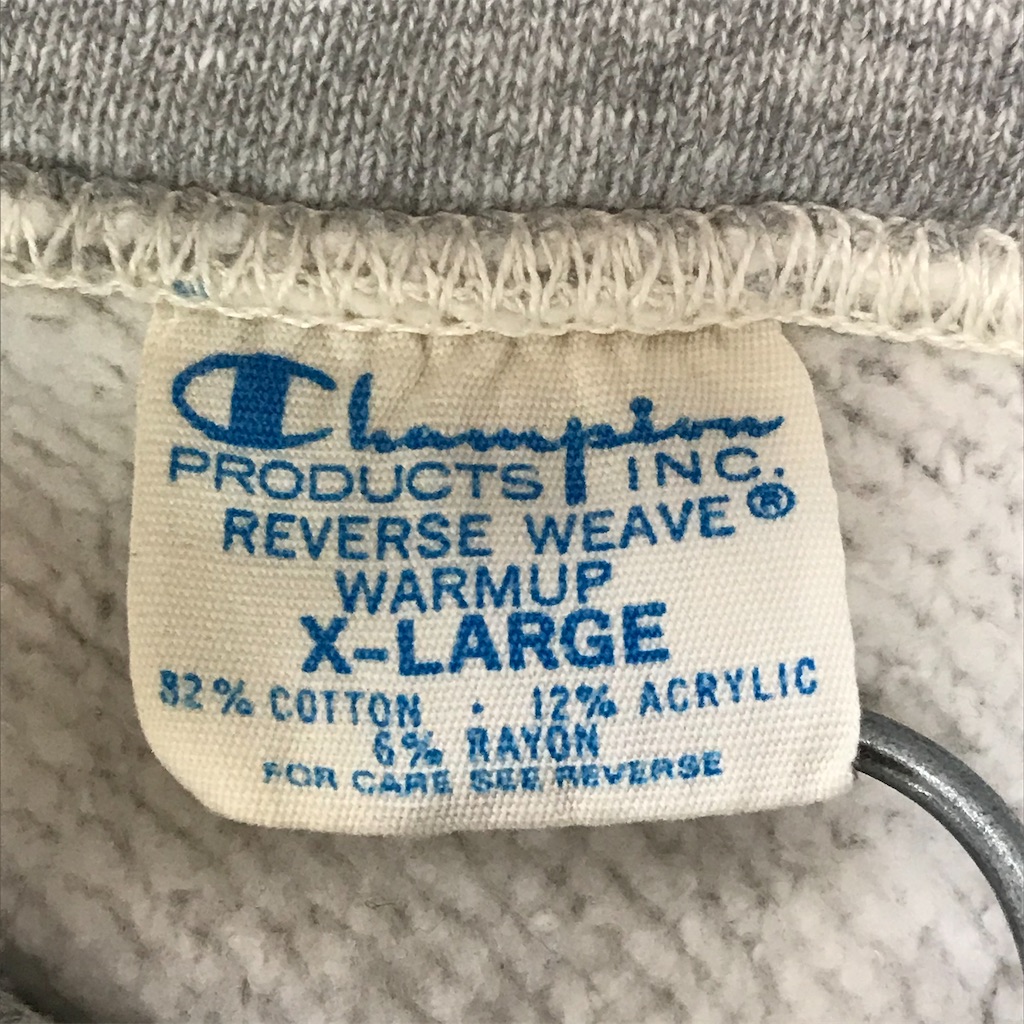 Champion
PRODUCTS INC.
REVERSE WEAVE®
WARMUP
X-LARGE
82% COTTON · 12% ACRYLIC
6% RAYON
FOR CARE SEE REVERSE